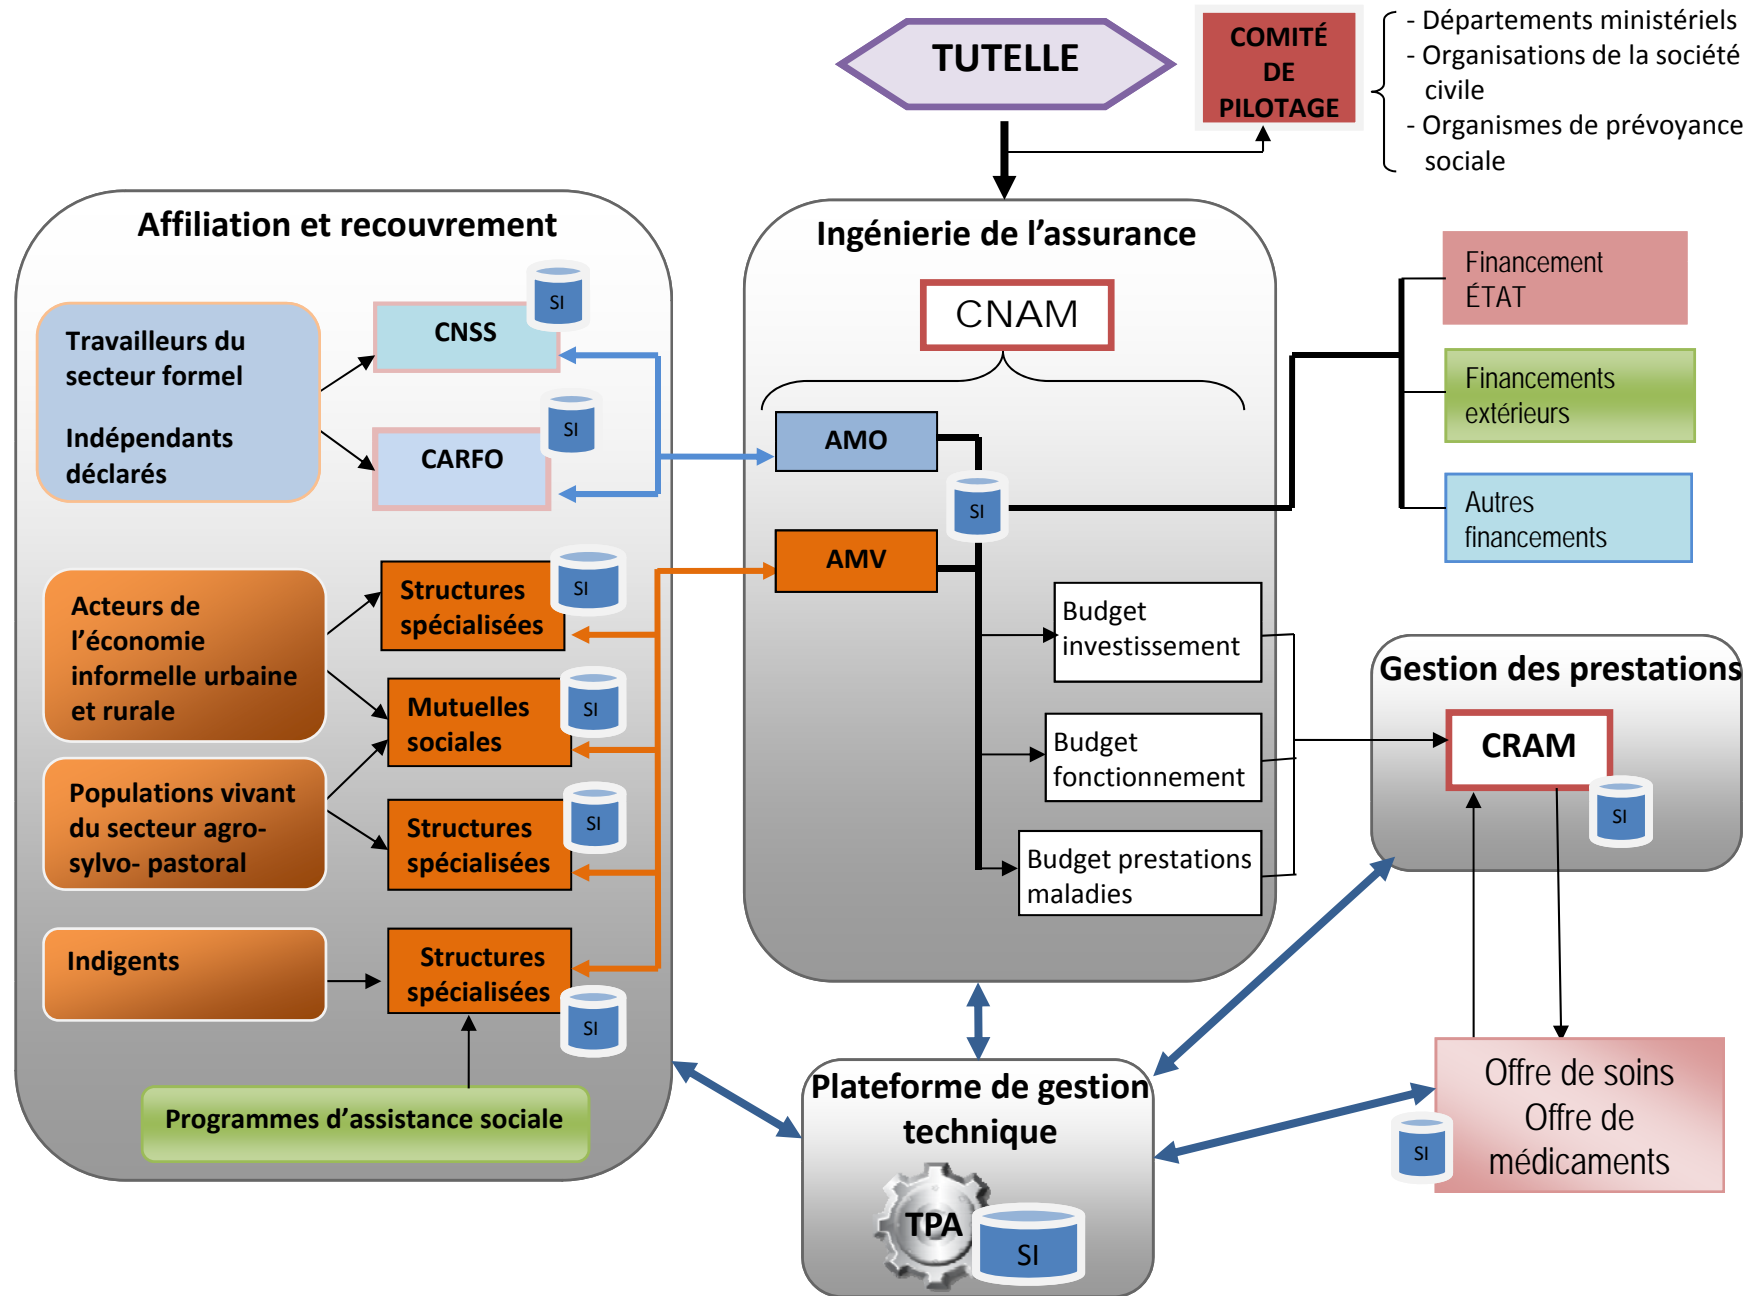 TUTELLE
COMITÉ
DE
PILOTAGE
- Départements ministériels
- Organisations de la société
civile
- Organismes de prévoyance
sociale
Affiliation et recouvrement
Travailleurs du
secteur formel
Indépendants
déclarés
CNSS
SI
CARFO
SI
Acteurs de
l’économie
informelle urbaine
et rurale
Structures
spécialisées
SI
Mutuelles
sociales
SI
Populations vivant
du secteur agro-
sylvo- pastoral
Structures
spécialisées
SI
Indigents
Structures
spécialisées
SI
Programmes d’assistance sociale
Ingénierie de l’assurance
CNAM
AMO
SI
AMV
Budget
investissement
Budget
fonctionnement
Budget prestations
maladies
Financement
ÉTAT
Financements
extérieurs
Autres
financements
Gestion des prestations
CRAM
SI
Plateforme de gestion
technique
TPA
SI
Offre de soins
Offre de
médicaments
SI